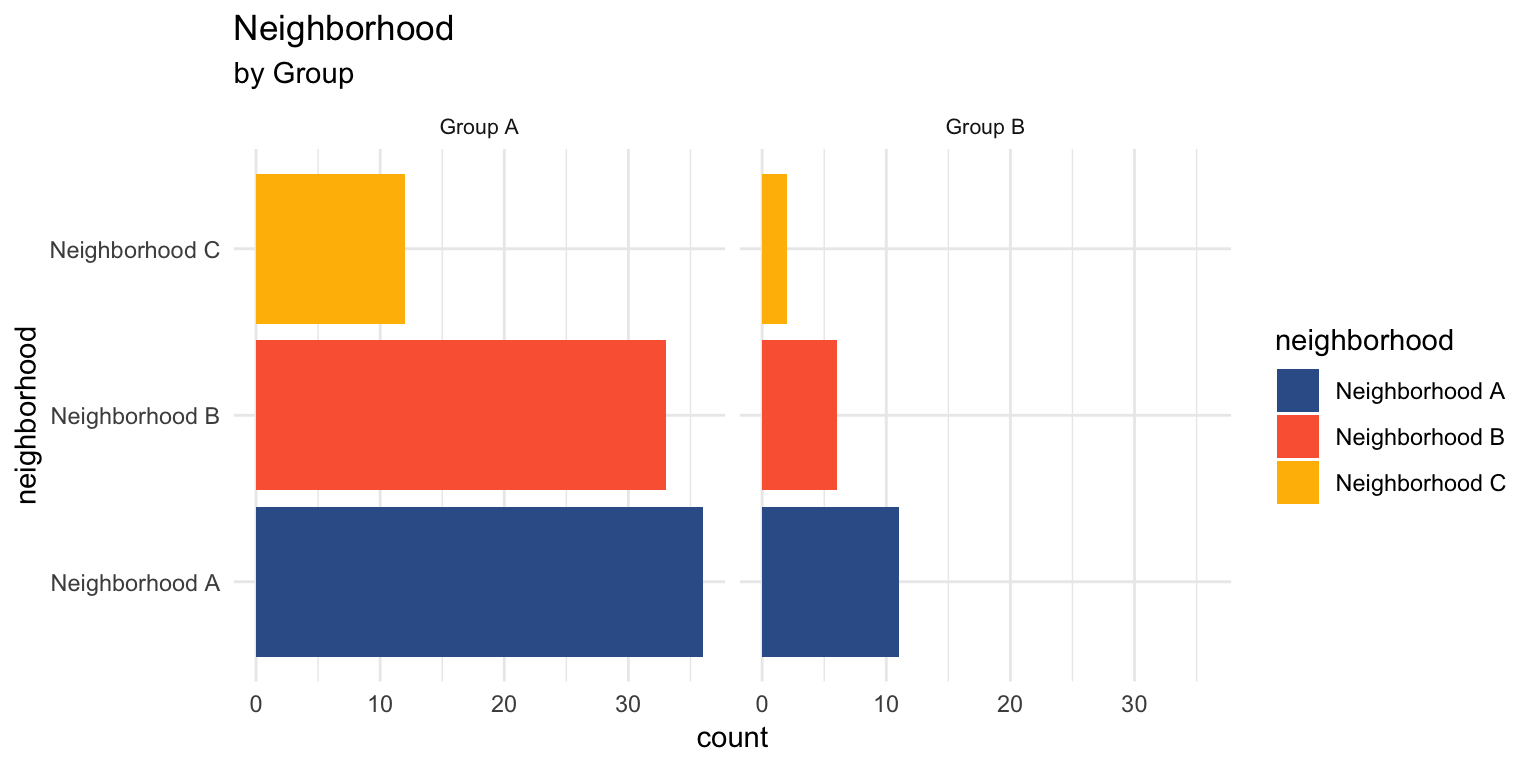 Neighborhood
by Group
Group A
Group B
neighborhood
Neighborhood C
Neighborhood B
Neighborhood A
0 10 20 30
0 10 20 30
count
neighborhood
Neighborhood A
Neighborhood B
Neighborhood C